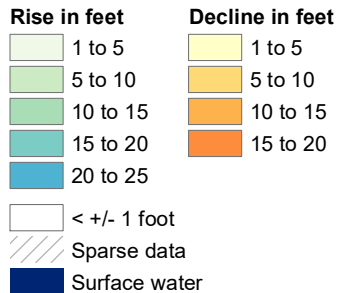 Rise in feet
1 to 5
5 to 10
10 to 15
15 to 20
20 to 25
Decline in feet
1 to 5
5 to 10
10 to 15
15 to 20
< +/- 1 foot
Sparse data
Surface water